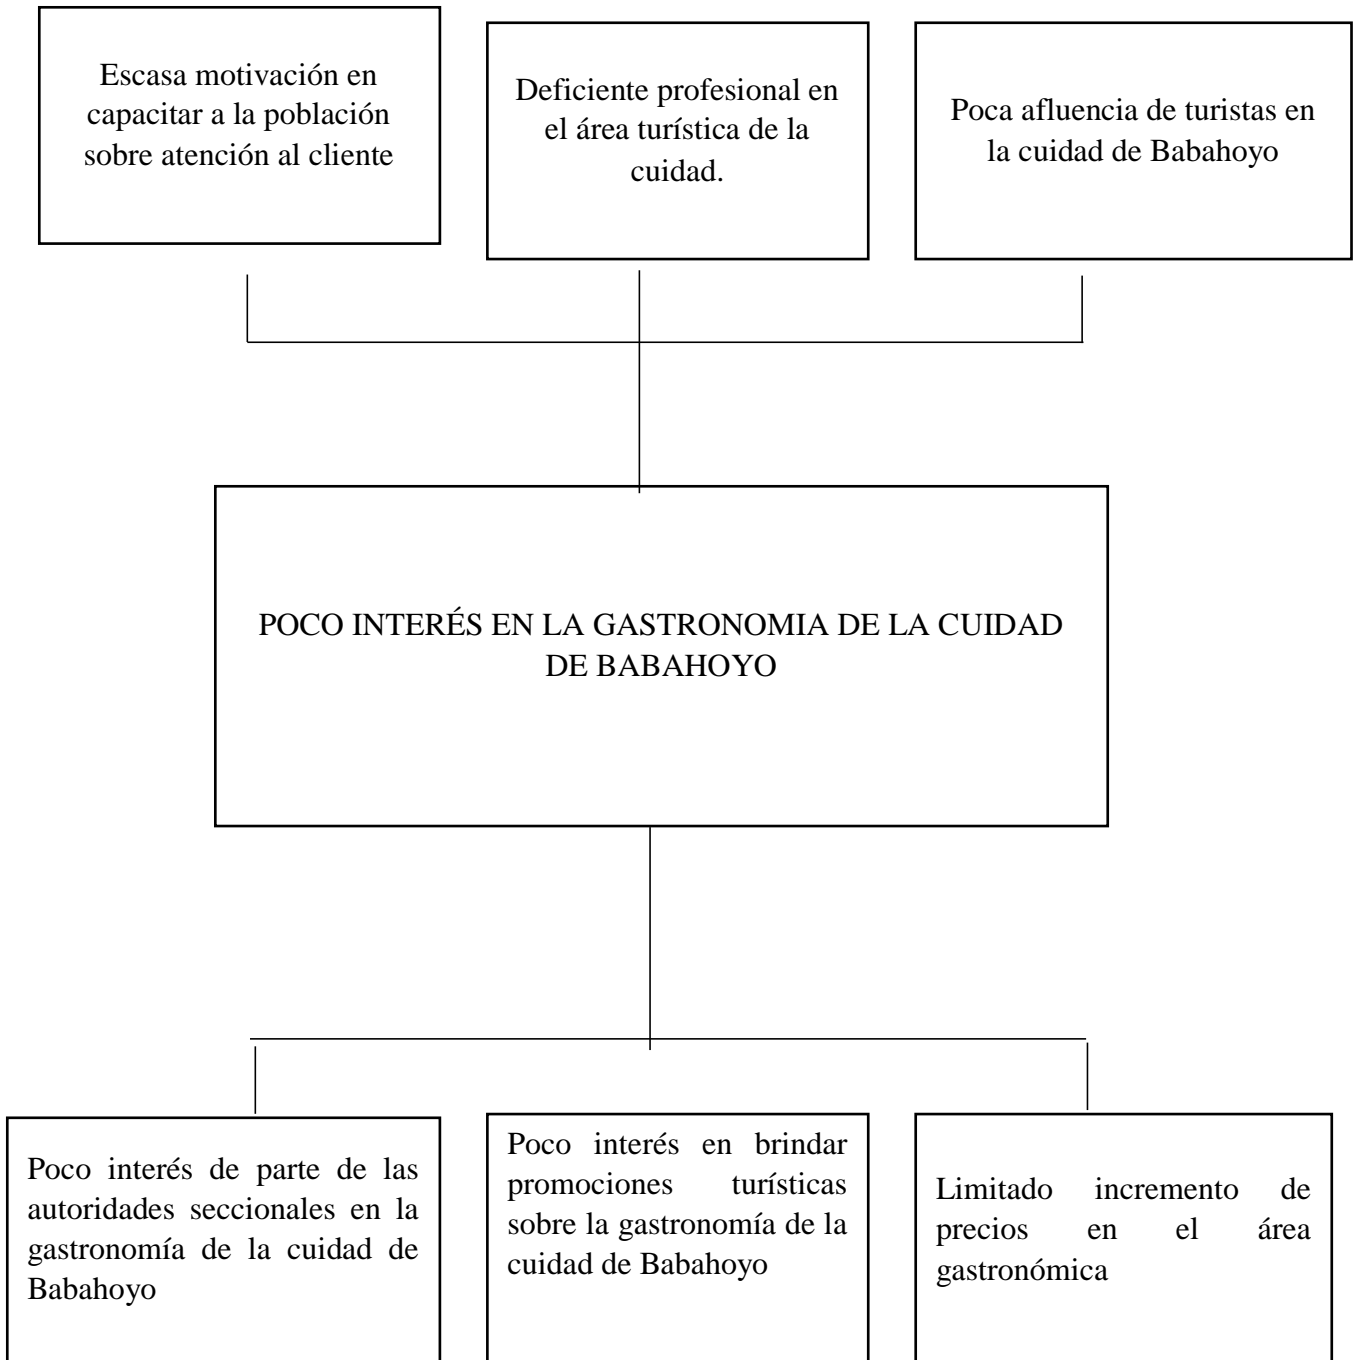 Escasa motivación en
capacitar a la población
sobre atención al cliente
Deficiente profesional en
el área turística de la
cuidad.
Poca afluencia de turistas en
la cuidad de Babahoyo
POCO INTERÉS EN LA GASTRONOMIA DE LA CUIDAD
DE BABAHOYO
Poco interés de parte de las
autoridades seccionales en la
gastronomía de la cuidad de
Babahoyo
Poco interés en brindar
promociones turísticas
sobre la gastronomía de la
cuidad de Babahoyo
Limitado incremento de
precios en el área
gastronómica